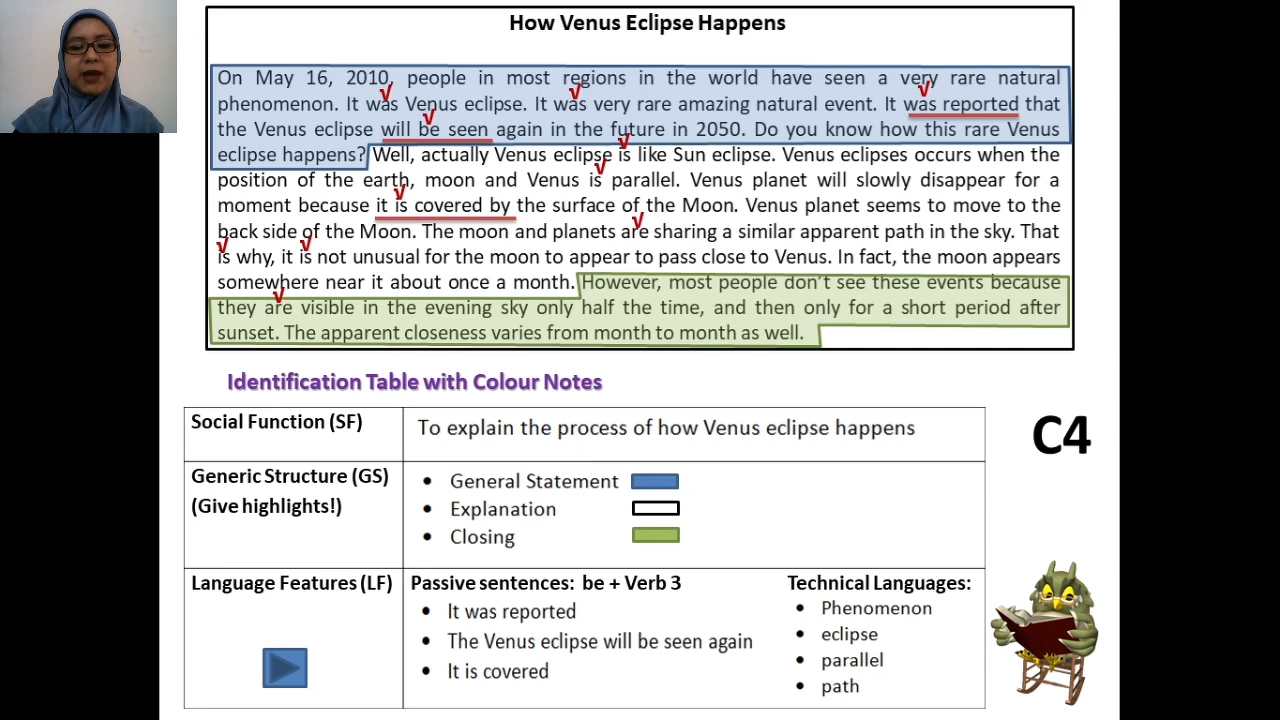 How Venus Eclipse Happens
On May 16, 2010, people in most regions in the world have seen a very rare natural
phenomenon. It was Venus eclipse. It was very rare amazing natural event. It was reported that
the Venus eclipse will be seen again in the future in 2050. Do you know how this rare Venus
eclipse happens? Well, actually Venus eclipse is like Sun eclipse. Venus eclipses occurs when the
position of the earth, moon and Venus is parallel. Venus planet will slowly disappear for a
moment because it is covered by the surface of the Moon. Venus planet seems to move to the
back side of the Moon. The moon and planets are sharing a similar apparent path in the sky. That
is why, it is not unusual for the moon to appear to pass close to Venus. In fact, the moon appears
somewhere near it about once a month. However, most people don't see these events because
they are visible in the evening sky only half the time, and then only for a short period after
sunset. The apparent closeness varies from month to month as well.
Identification Table with Colour Notes
Social Function (SF)
To explain the process of how Venus eclipse happens
C4
Generic Structure (GS)
(Give highlights!)
• General Statement
• Explanation
• Closing
Language Features (LF)
Passive sentences: be + Verb 3
• It was reported
• The Venus eclipse will be seen again
• It is covered
Technical Languages:
• Phenomenon
• eclipse
• parallel
• path